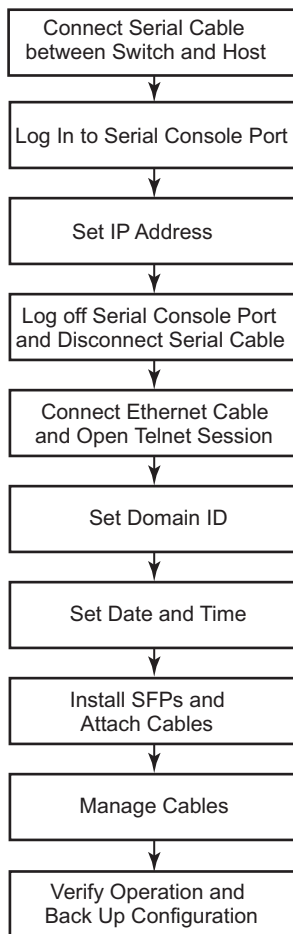 Connect Serial Cable
between Switch and Host
Log In to Serial Console Port
Set IP Address
Log off Serial Console Port
and Disconnect Serial Cable
Connect Ethernet Cable
and Open Telnet Session
Set Domain ID
Set Date and Time
Install SFPs and
Attach Cables
Manage Cables
Verify Operation and
Back Up Configuration